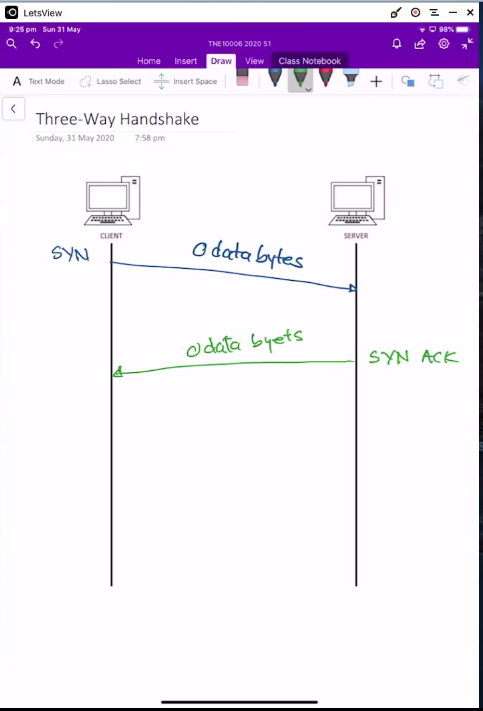 LetsView
9:25 pm Sun 31 May
98%
TNE10006 2020 S1
Home Insert Draw View Class Notebook
A Text Mode Lasso Select Insert Space
Three-Way Handshake
Sunday, 31 May 2020 7:58 pm
CLIENT
SERVER
SYN
0 data bytes
0 data byets
SYN ACK